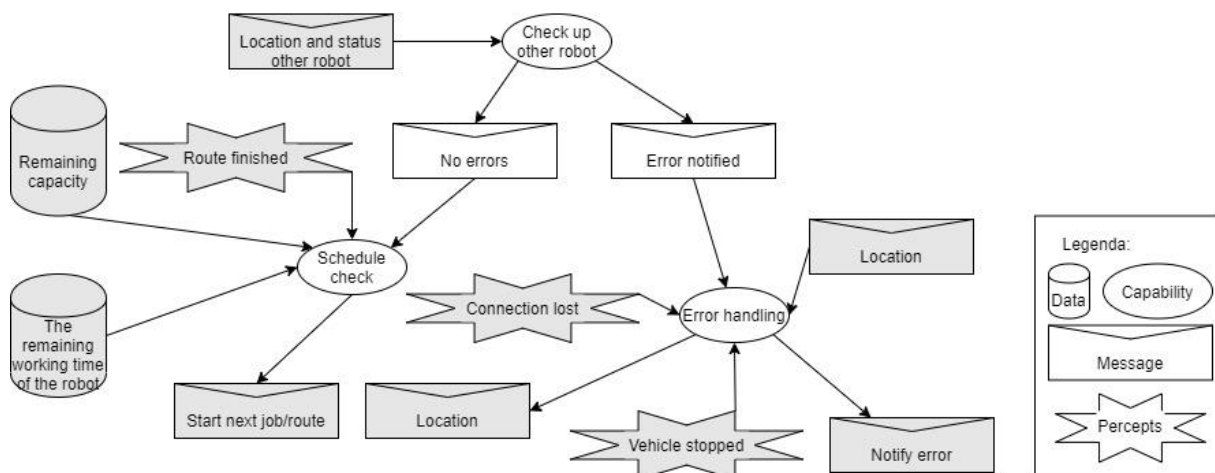 Location and status
other robot
Check up
other robot
Remaining
capacity
Route finished
No errors
Error notified
Schedule
check
Location
Connection lost
Error handling
The
remaining
working time
of the robot
Start next job/route
Location
Vehicle stopped
Notify error
Legenda:
Data
Capability
Message
Percepts